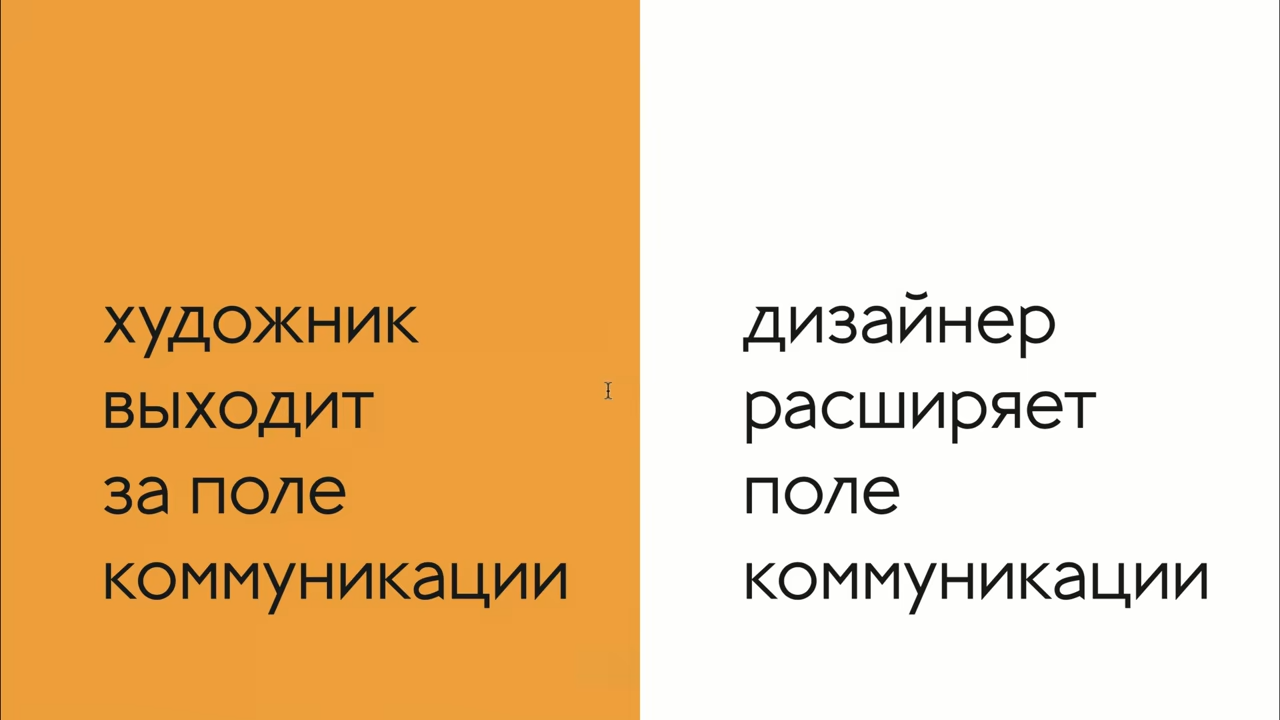 художник
выходит
за поле
коммуникации
дизайнер
расширяет
поле
коммуникации